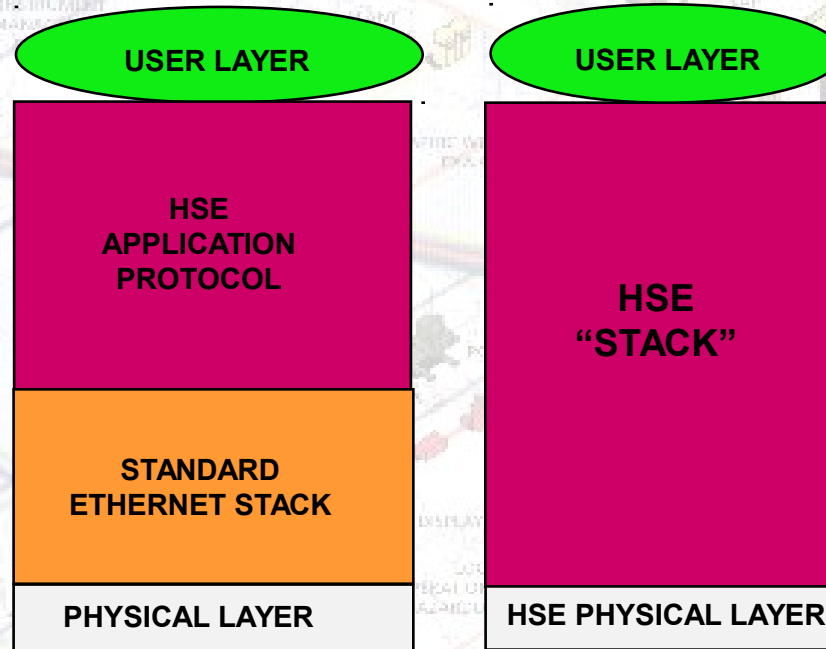 USER LAYER
HSE
APPLICATION
PROTOCOL
STANDARD
ETHERNET STACK
PHYSICAL LAYER
USER LAYER
HSE
“STACK”
HSE PHYSICAL LAYER